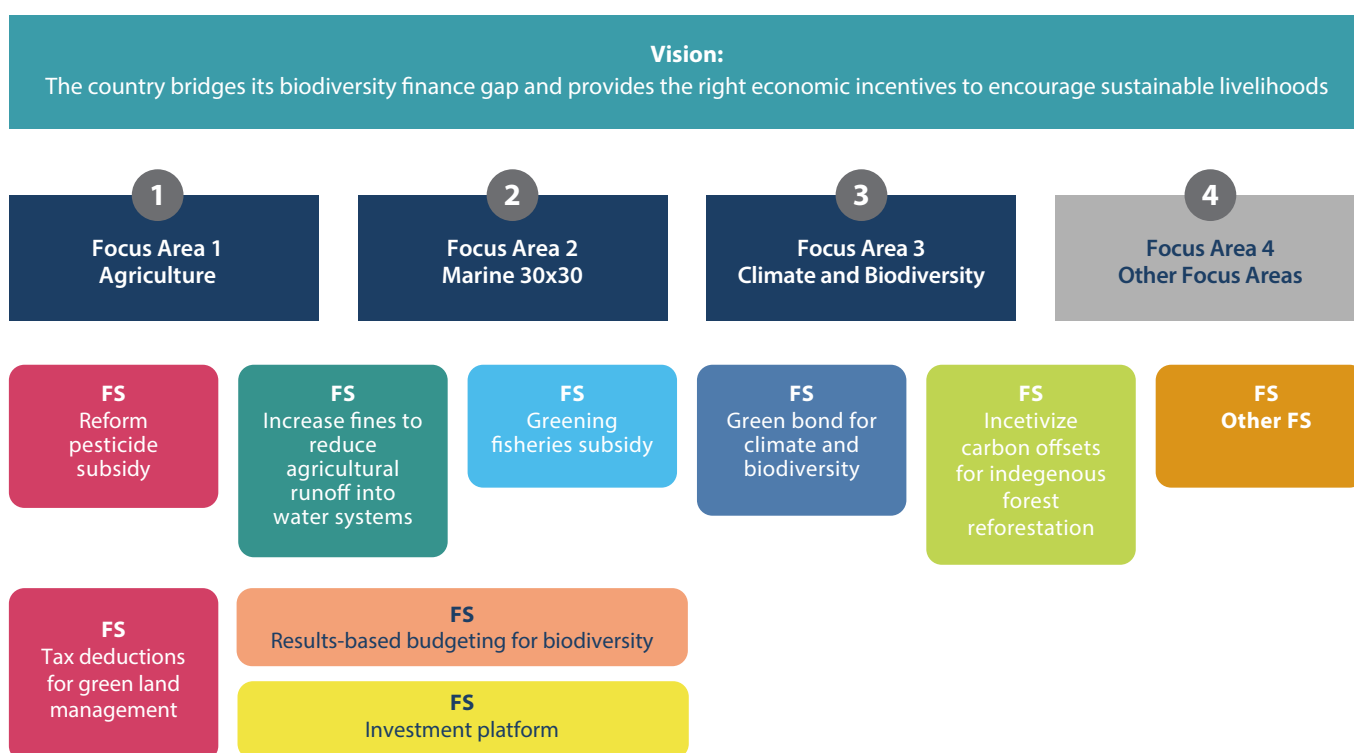 Vision:
The country bridges its biodiversity finance gap and provides the right economic incentives to encourage sustainable livelihoods
1
Focus Area 1
Agriculture
2
Focus Area 2
Marine 30x30
3
Focus Area 3
Climate and Biodiversity
4
Focus Area 4
Other Focus Areas
FS
Reform
pesticide
subsidy
FS
Increase fines to
reduce
agricultural
runoff into
water systems
FS
Greening
fisheries subsidy
FS
Green bond for
climate and
biodiversity
FS
Incetivize
carbon offsets
for indegenous
forest
reforestation
FS
Other FS
FS
Tax deductions
for green land
management
FS
Results-based budgeting for biodiversity
FS
Investment platform